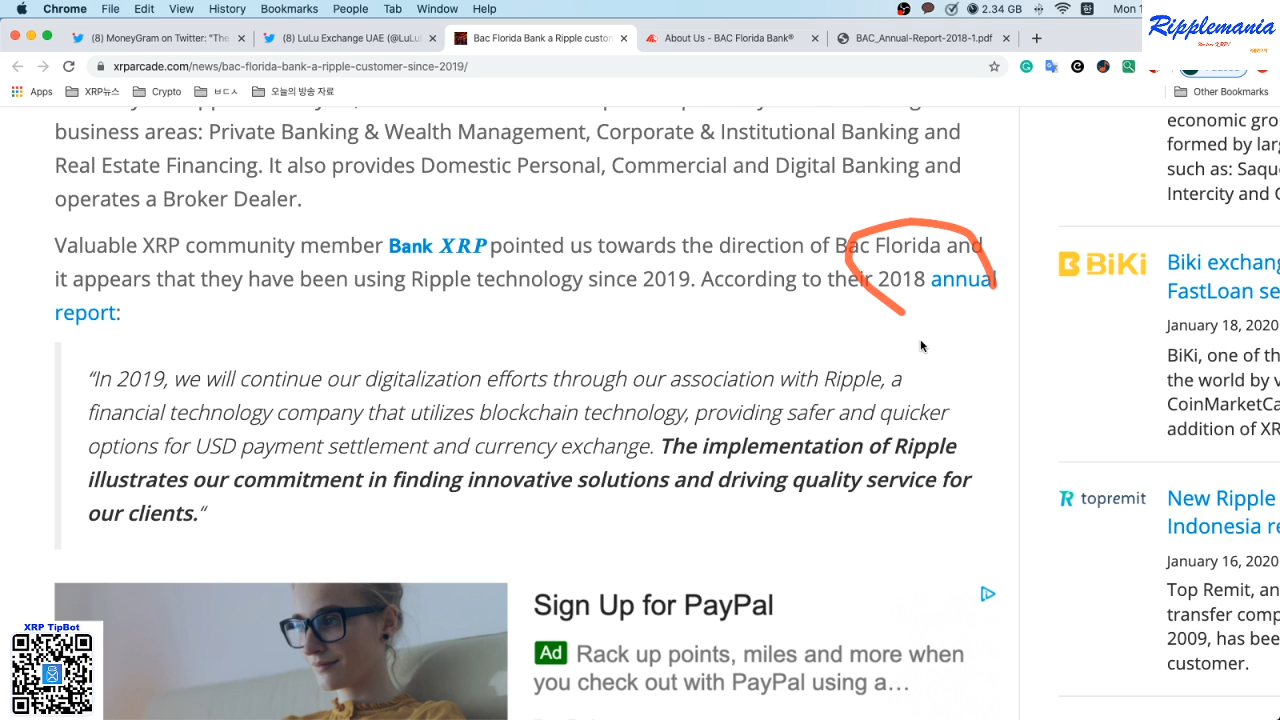 Chrome File Edit View History Bookmarks People Tab Window Help 2.34 GB 한 Mon 1
(8) MoneyGram on Twitter: "The
(8) LuLu Exchange UAE (@LuLu
Bac Florida Bank a Ripple custom
About Us - BAC Florida Bank®
BAC_Annual-Report-2018-1.pdf
Ripplemania
xrparcade.com/news/bac-florida-bank-a-ripple-customer-since-2019/
Apps XRP뉴스 Crypto ㅂㄷㅅ 오늘의 방송 자료 Other Bookmarks
business areas: Private Banking & Wealth Management, Corporate & Institutional Banking and
Real Estate Financing. It also provides Domestic Personal, Commercial and Digital Banking and
operates a Broker Dealer.
Valuable XRP community member Bank XRP pointed us towards the direction of Bac Florida and
it appears that they have been using Ripple technology since 2019. According to their 2018 annual
report:
“In 2019, we will continue our digitalization efforts through our association with Ripple, a
financial technology company that utilizes blockchain technology, providing safer and quicker
options for USD payment settlement and currency exchange. The implementation of Ripple
illustrates our commitment in finding innovative solutions and driving quality service for
our clients.“
Sign Up for PayPal
Ad Rack up points, miles and more when
you check out with PayPal using a...
XRP TipBot
economic gro
formed by larg
such as: Saque
Intercity and C
BiKi
Biki exchang
FastLoan se
January 18, 2020
BiKi, one of th
the world by v
CoinMarketCa
addition of XR
topremit
New Ripple
Indonesia re
January 16, 2020
Top Remit, an
transfer comp
2009, has bee
customer.